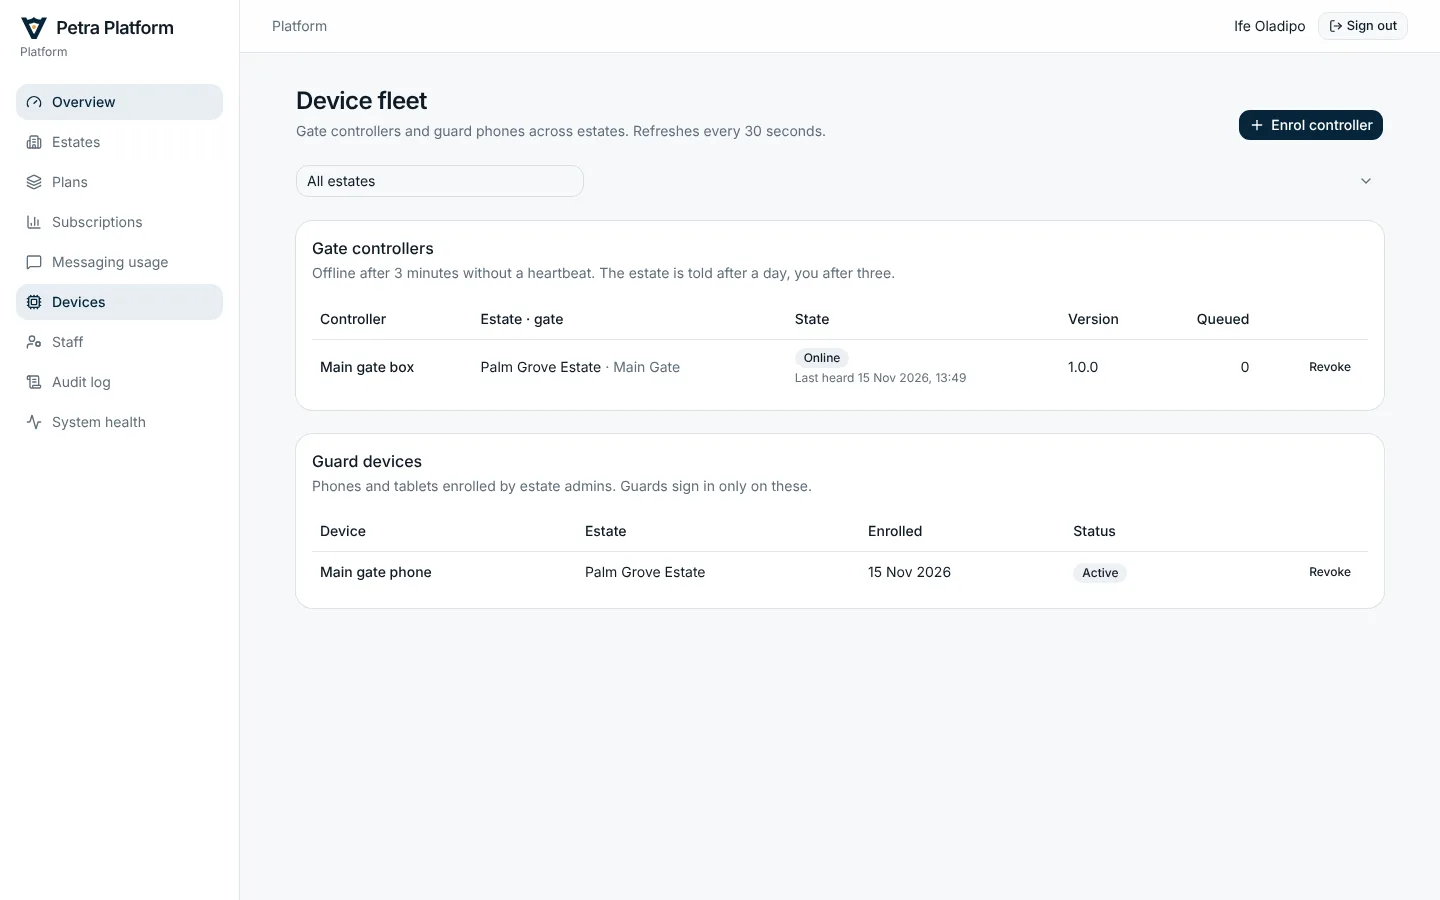 Petra Platform
Platform
Overview
Estates
Plans
Subscriptions
Messaging usage
Devices
Staff
Audit log
System health
Platform
Ife Oladipo
Sign out
Device fleet
Gate controllers and guard phones across estates. Refreshes every 30 seconds.
+ Enrol controller
All estates
Gate controllers
Offline after 3 minutes without a heartbeat. The estate is told after a day, you after three.
Controller Estate · gate State Version Queued
Main gate box Palm Grove Estate · Main Gate Online 1.0.0 0 Revoke
Last heard 15 Nov 2026, 13:49
Guard devices
Phones and tablets enrolled by estate admins. Guards sign in only on these.
Device Estate Enrolled Status
Main gate phone Palm Grove Estate 15 Nov 2026 Active Revoke